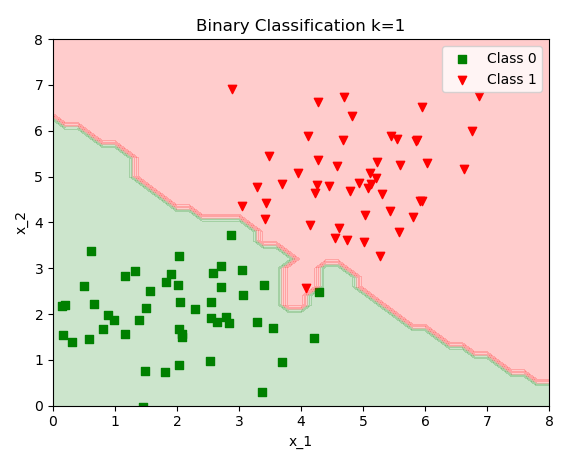 Binary Classification k=1
Class 0
Class 1
x_2
8
7
6
5
4
3
2
1
0
0 1 2 3 4 5 6 7 8
x_1